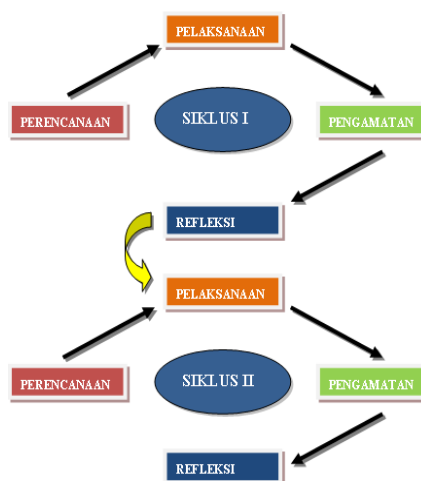 PELAKSANAAN
PERENCANAAN
SIKLUS I
PENGAMATAN
REFLEKSI
PELAKSANAAN
PERENCANAAN
SIKLUS II
PENGAMATAN
REFLEKSI